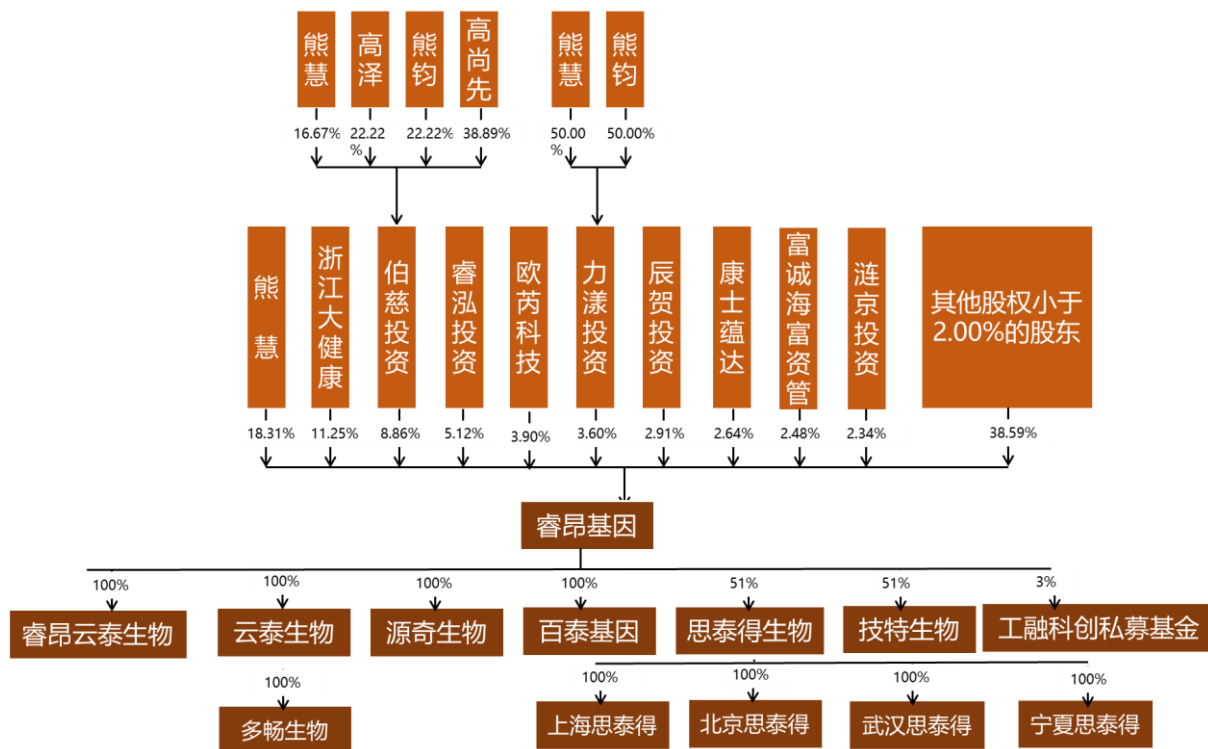 熊慧
高泽
熊钧
高尚先
熊慧
熊钧
16.67%
22.22%
22.22%
38.89%
50.00%
50.00%
熊慧
浙江大健康
伯慈投资
睿泓投资
欧芮科技
力漾投资
辰贺投资
康士蕴达
富诚海富资管
涟京投资
其他股权小于
2.00%的股东
18.31%
11.25%
8.86%
5.12%
3.90%
3.60%
2.91%
2.64%
2.48%
2.34%
38.59%
睿昂基因
100%
100%
100%
100%
51%
51%
3%
睿昂云泰生物
云泰生物
源奇生物
百泰基因
思泰得生物
技特生物
工融科创私募基金
100%
100%
100%
100%
100%
多畅生物
上海思泰得
北京思泰得
武汉思泰得
宁夏思泰得